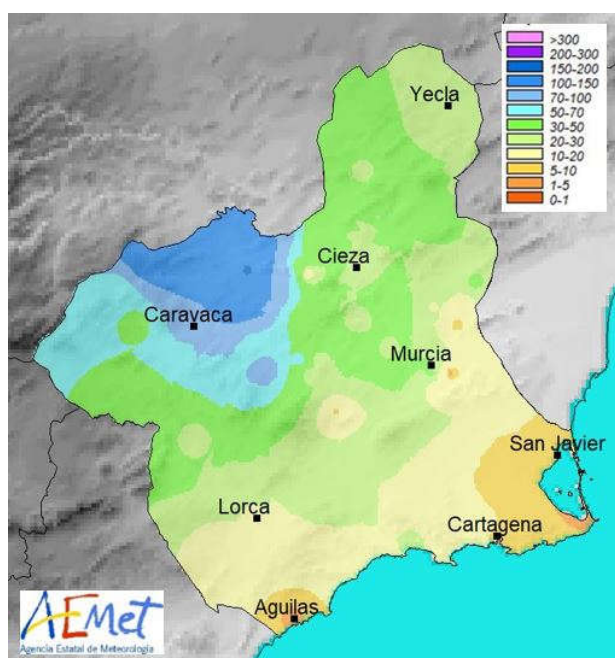 >300
200-300
150-200
100-150
70-100
50-70
30-50
20-30
10-20
5-10
1-5
0-1
Yecla
Cieza
Caravaca
Murcia
San Javier
Lorca
Cartagena
Aguilas
AEMet
Agencia Estatal de Meteorología